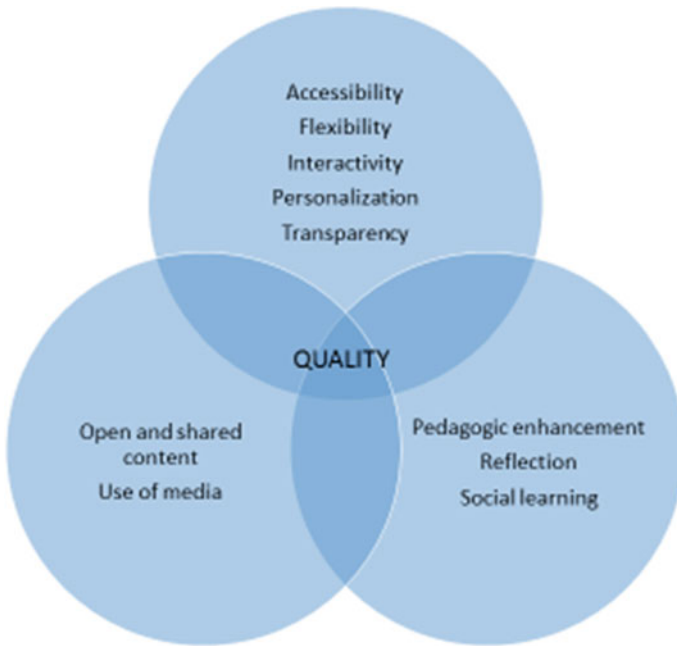 Accessibility
Flexibility
Interactivity
Personalization
Transparency
QUALITY
Open and shared
content
Use of media
Pedagogic enhancement
Reflection
Social learning